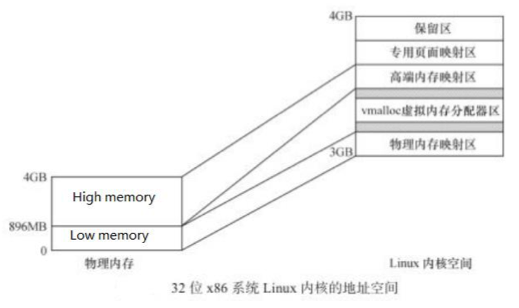 4GB
保留区
专用页面映射区
高端内存映射区
vmalloc虚拟内存分配器区
3GB
物理内存映射区
4GB
High memory
896MB
Low memory
0
物理内存
Linux 内核空间
32 位 x86 系统 Linux 内核的地址空间